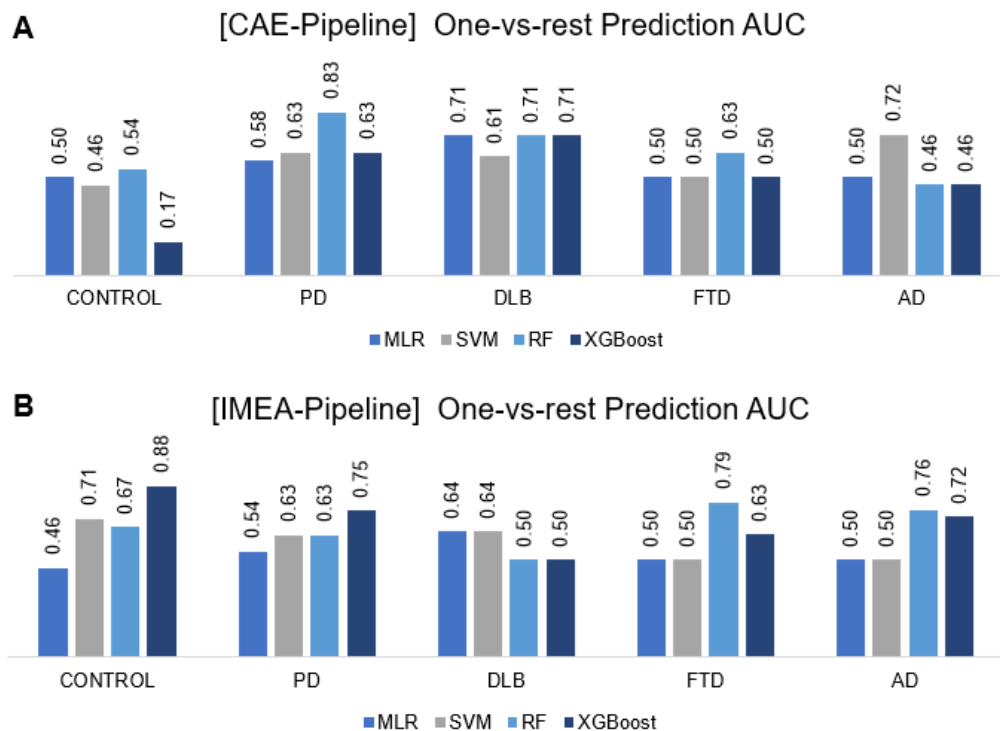 A
[CAE-Pipeline] One-vs-rest Prediction AUC
0.50 0.46 0.54 0.17 0.58 0.63 0.83 0.63 0.71 0.61 0.71 0.71 0.50 0.50 0.63 0.50 0.50 0.72 0.46 0.46
CONTROL PD DLB FTD AD
MLR SVM RF XGBoost
B
[IMEA-Pipeline] One-vs-rest Prediction AUC
0.46 0.71 0.67 0.88 0.54 0.63 0.63 0.75 0.64 0.64 0.50 0.50 0.50 0.50 0.79 0.63 0.50 0.50 0.76 0.72
CONTROL PD DLB FTD AD
MLR SVM RF XGBoost